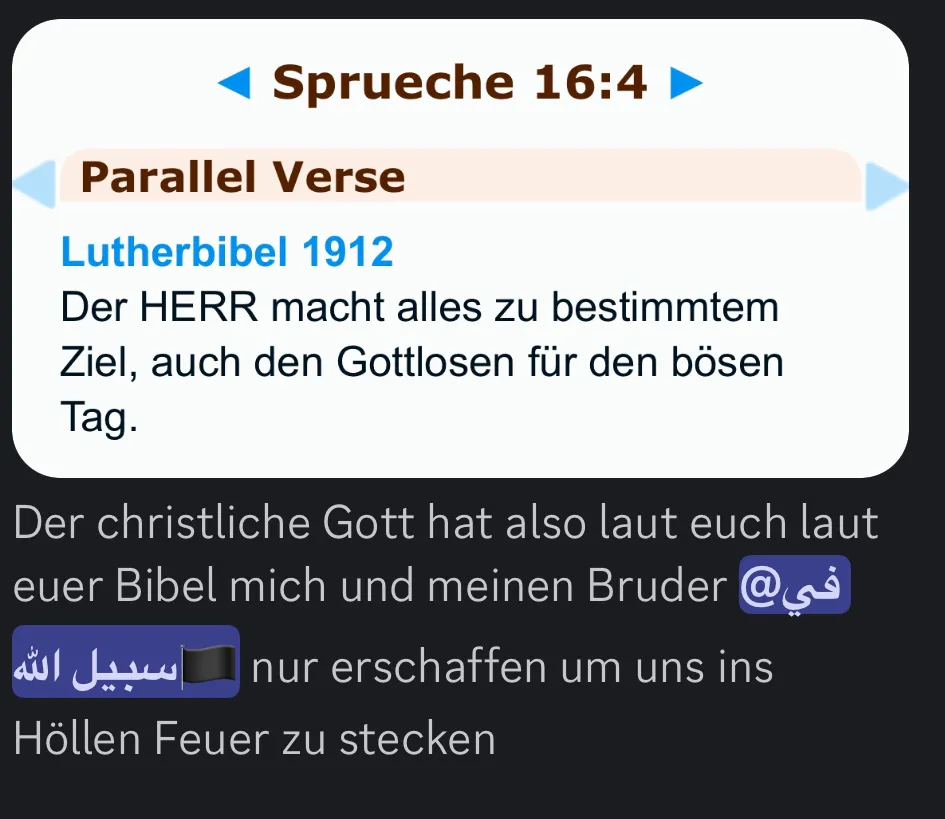 Sprueche 16:4
Parallel Verse
Lutherbibel 1912
Der HERR macht alles zu bestimmtem
Ziel, auch den Gottlosen für den bösen
Tag.
Der christliche Gott hat also laut euch laut
euer Bibel mich und meinen Bruder @في
سبيل الله🏴 nur erschaffen um uns ins
Höllen Feuer zu stecken